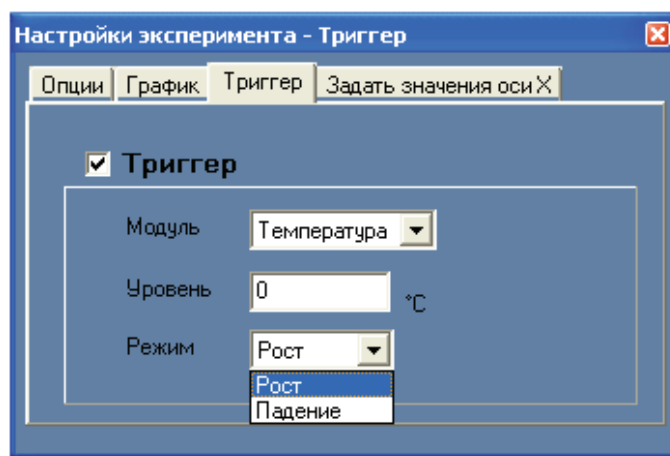 Настройки эксперимента - Триггер
Опции График Триггер Задать значения оси X
Триггер
Модуль Температура
Уровень 0 °C
Режим Рост
Рост
Падение